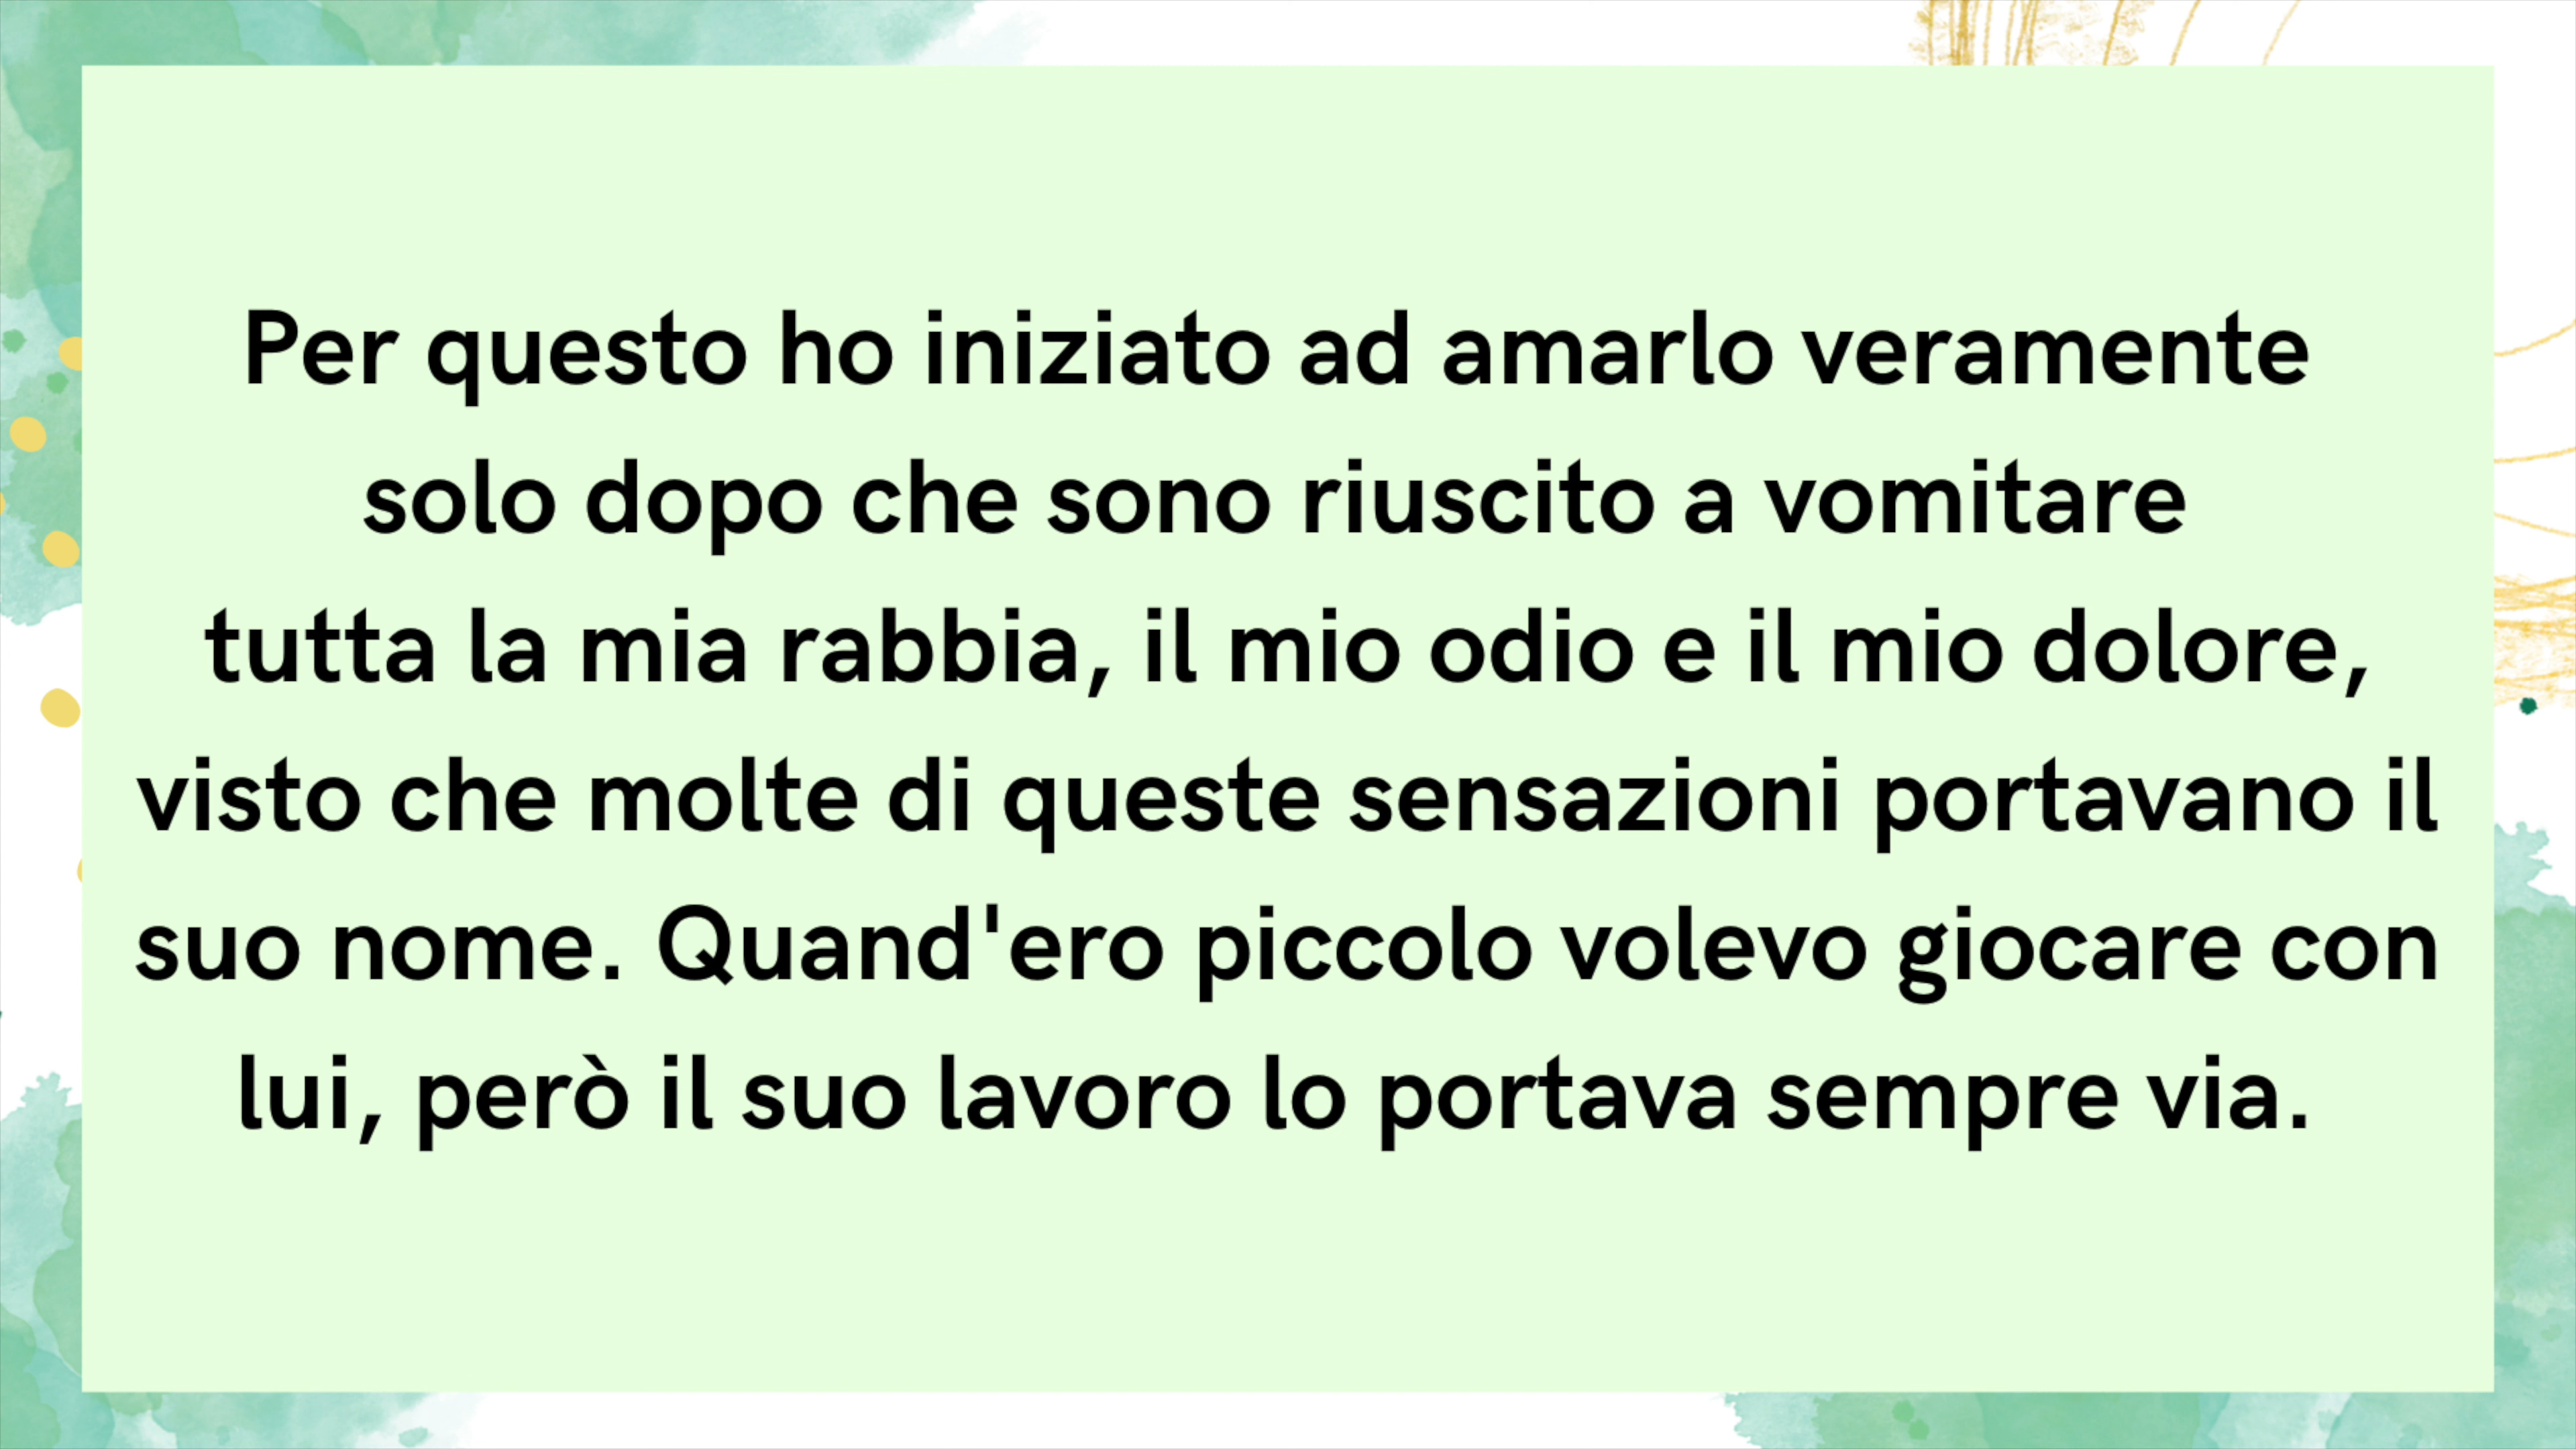 Per questo ho iniziato ad amarlo veramente
solo dopo che sono riuscito a vomitare
tutta la mia rabbia, il mio odio e il mio dolore,
visto che molte di queste sensazioni portavano il
suo nome. Quand'ero piccolo volevo giocare con
lui, però il suo lavoro lo portava sempre via.